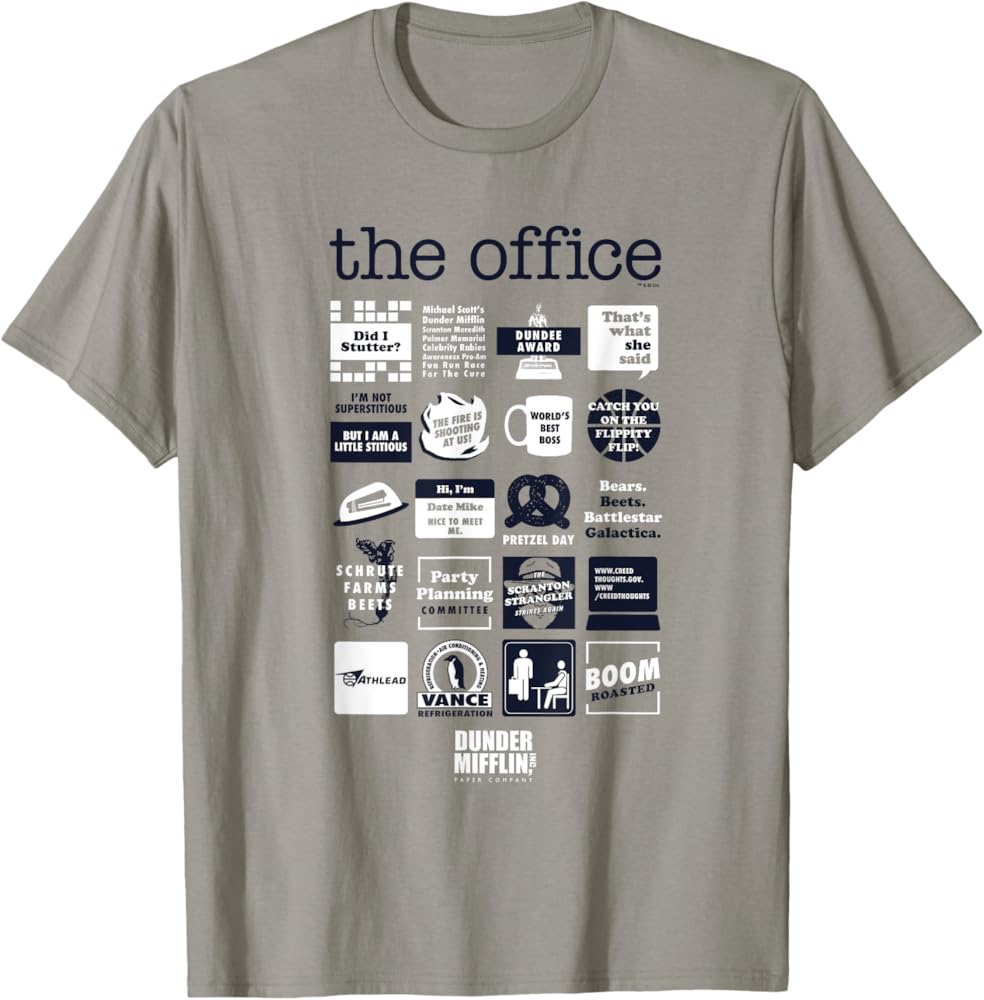 the office
Did I
Stutter?
Michael Scott's
Dunder Mifflin
Scranton Meredith
Palmer Memorial
Celebrity Rabies
Awareness Pro-Am
Fun Run Race
For The Cure
DUNDEE
AWARD
That's
what
she
said
I'M NOT
SUPERSTITIOUS
BUT I AM A
LITTLE STITIOUS
THE FIRE IS
SHOOTING
AT US!
WORLD'S
BEST
BOSS
CATCH YOU
ON THE
FLIPPITY
FLIP!
Hi, I'm
Date Mike
NICE TO MEET
ME.
PRETZEL DAY
Bears.
Beets.
Battlestar
Galactica.
SCHRUTE
FARMS
BEETS
Party
Planning
COMMITTEE
THE
SCRANTON
STRANGLER
STRIKES AGAIN
WWW.CREED
THOUGHTS.GOV.
WWW
/CREEDTHOUGHTS
ATHLEAD
REFRIGERATION • AIR CONDITIONING & HEATING
VANCE
REFRIGERATION
BOOM
ROASTED
DUNDER
MIFFLIN, INC
PAPER COMPANY